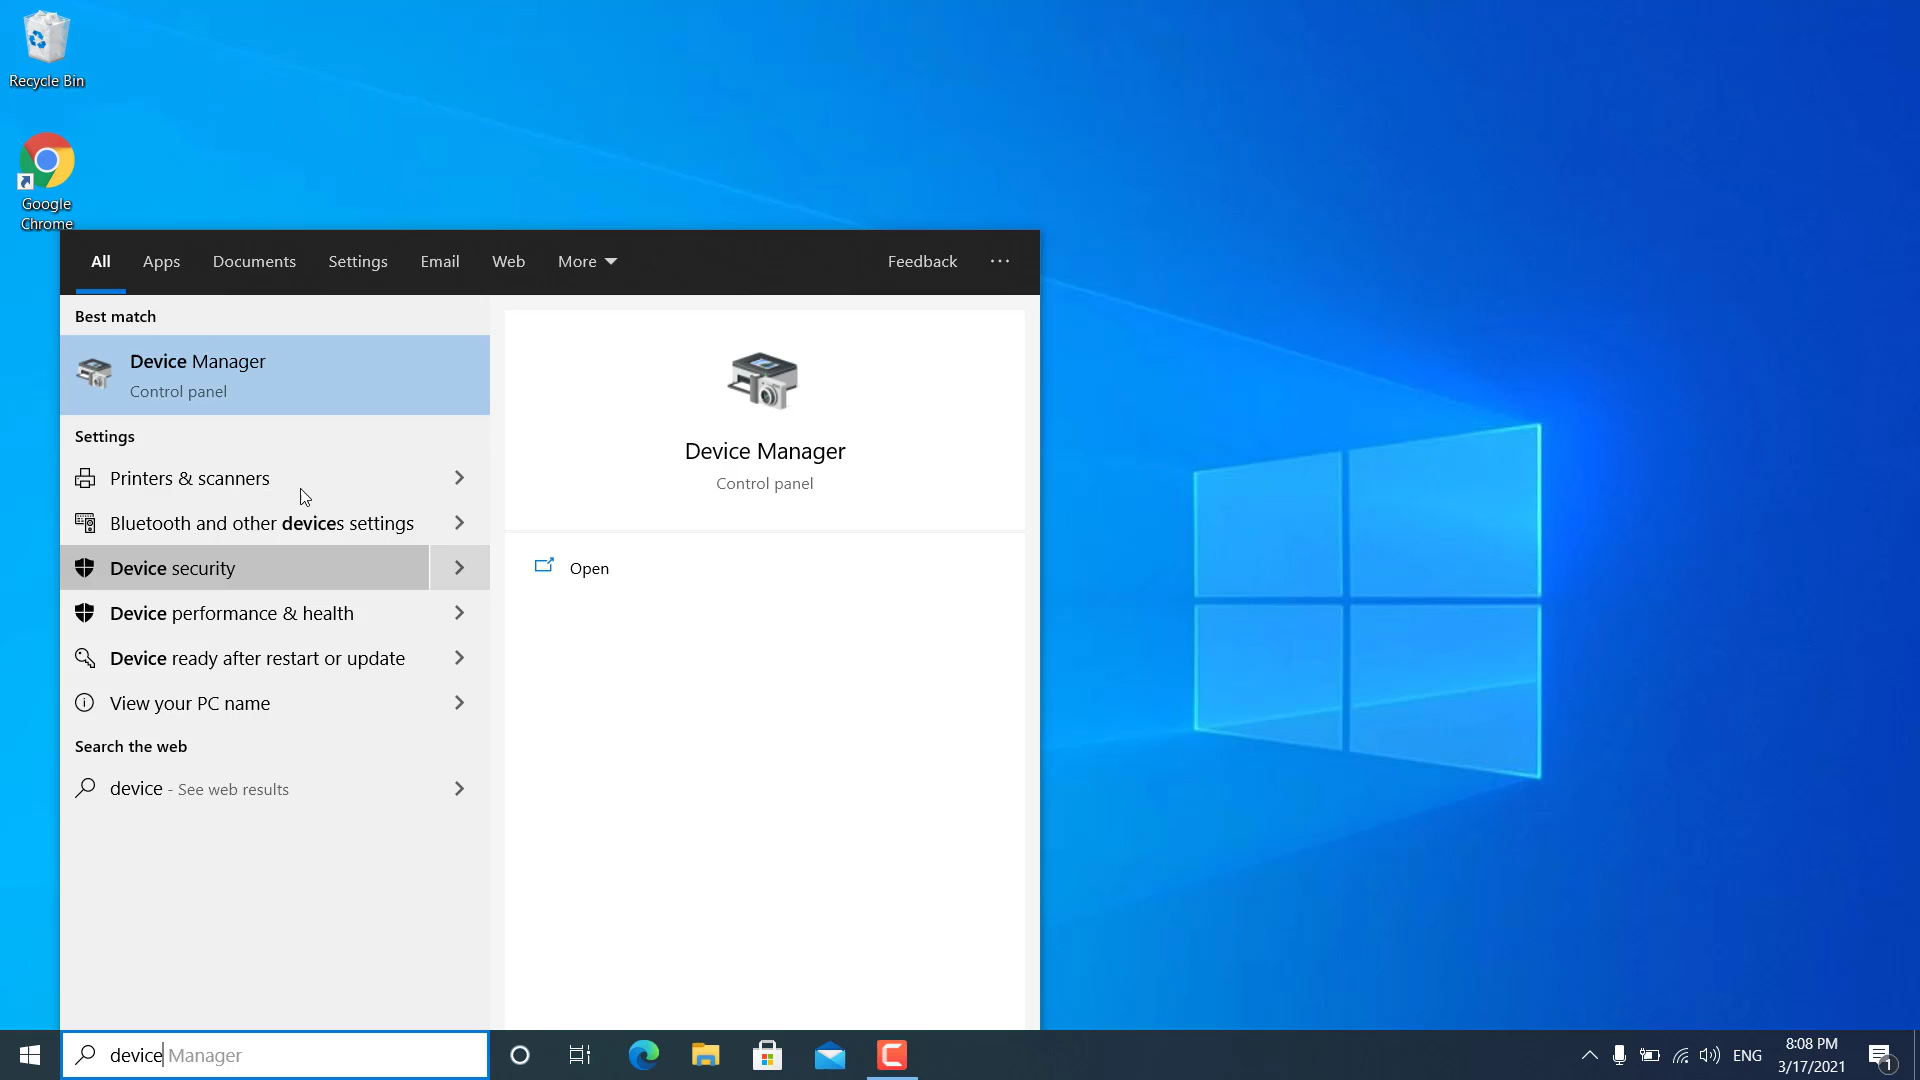 Recycle Bin
Google
Chrome
All Apps Documents Settings Email Web More Feedback ···
Best match
Device Manager
Control panel
Settings
Printers & scanners
Bluetooth and other devices settings
Device security
Device performance & health
Device ready after restart or update
View your PC name
Search the web
device - See web results
Device Manager
Control panel
Open
device Manager
ENG
8:08 PM
3/17/2021
1